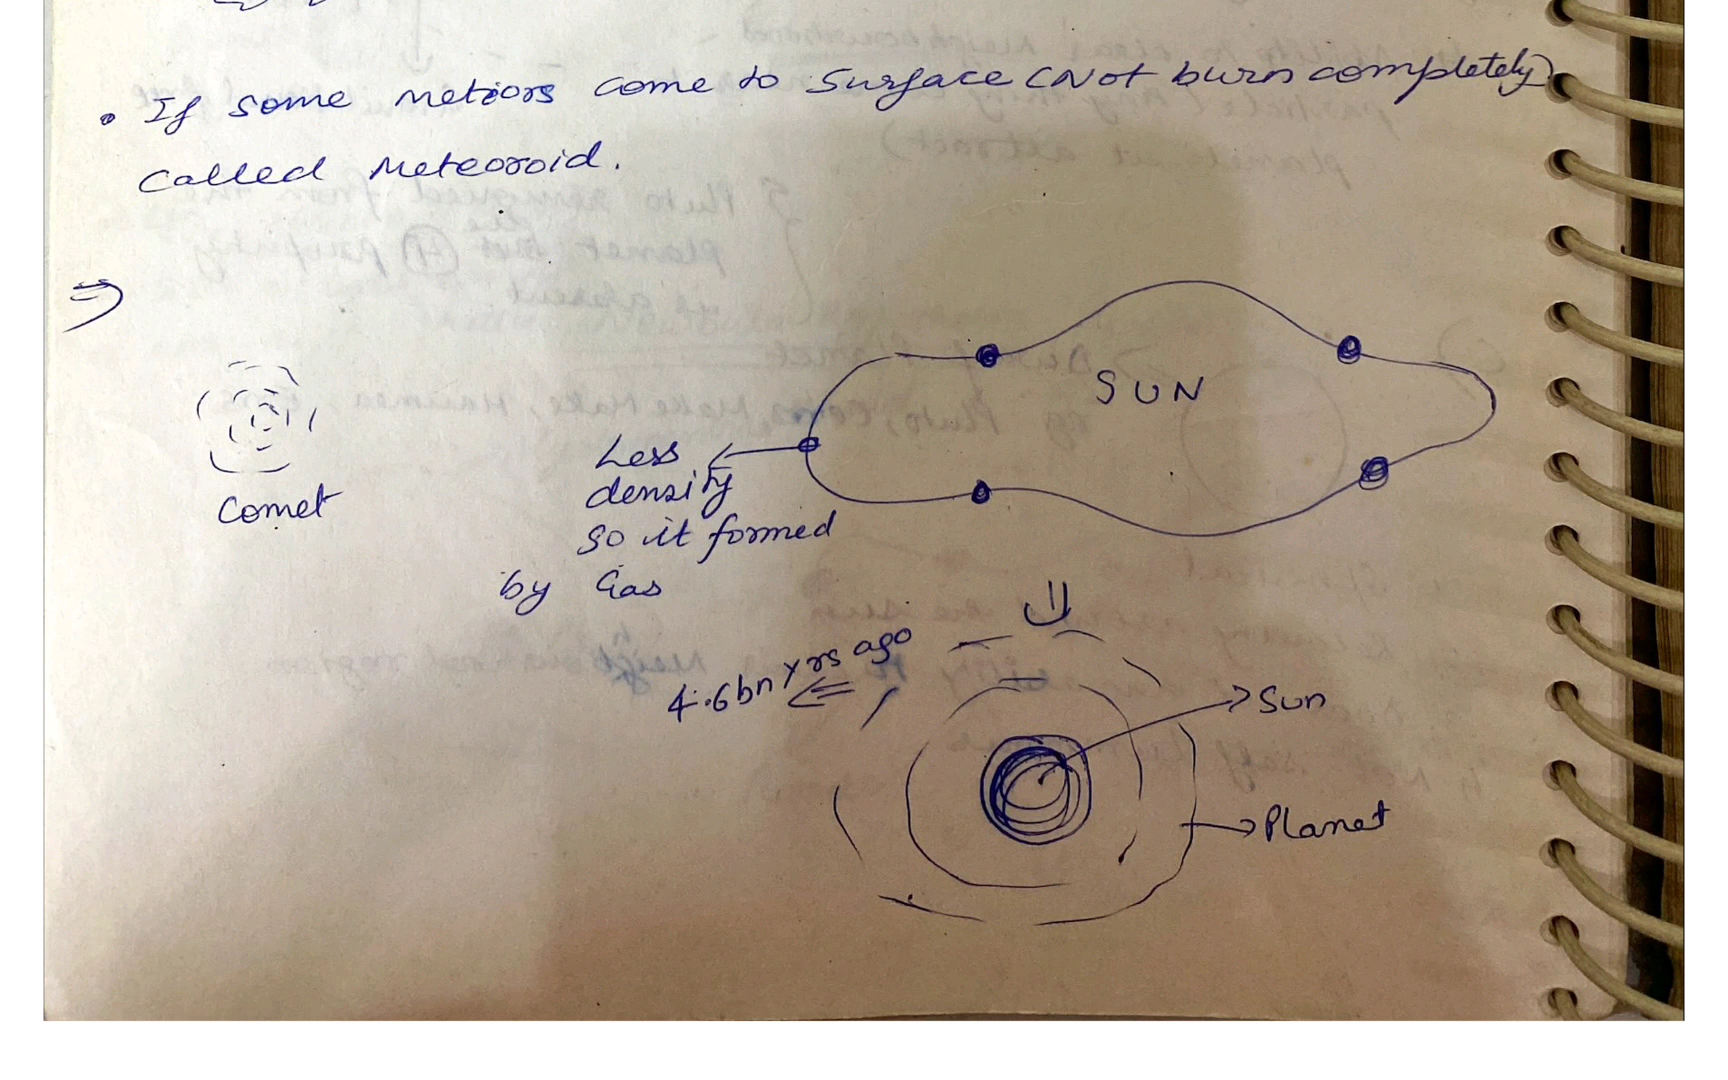 • If some meteiors come to surface (Not burn completely)
called Meteoroid.
⇒
SUN
Comet
Less
density
so it formed
by Gas
4.6bn yrs ago
Sun
Planet